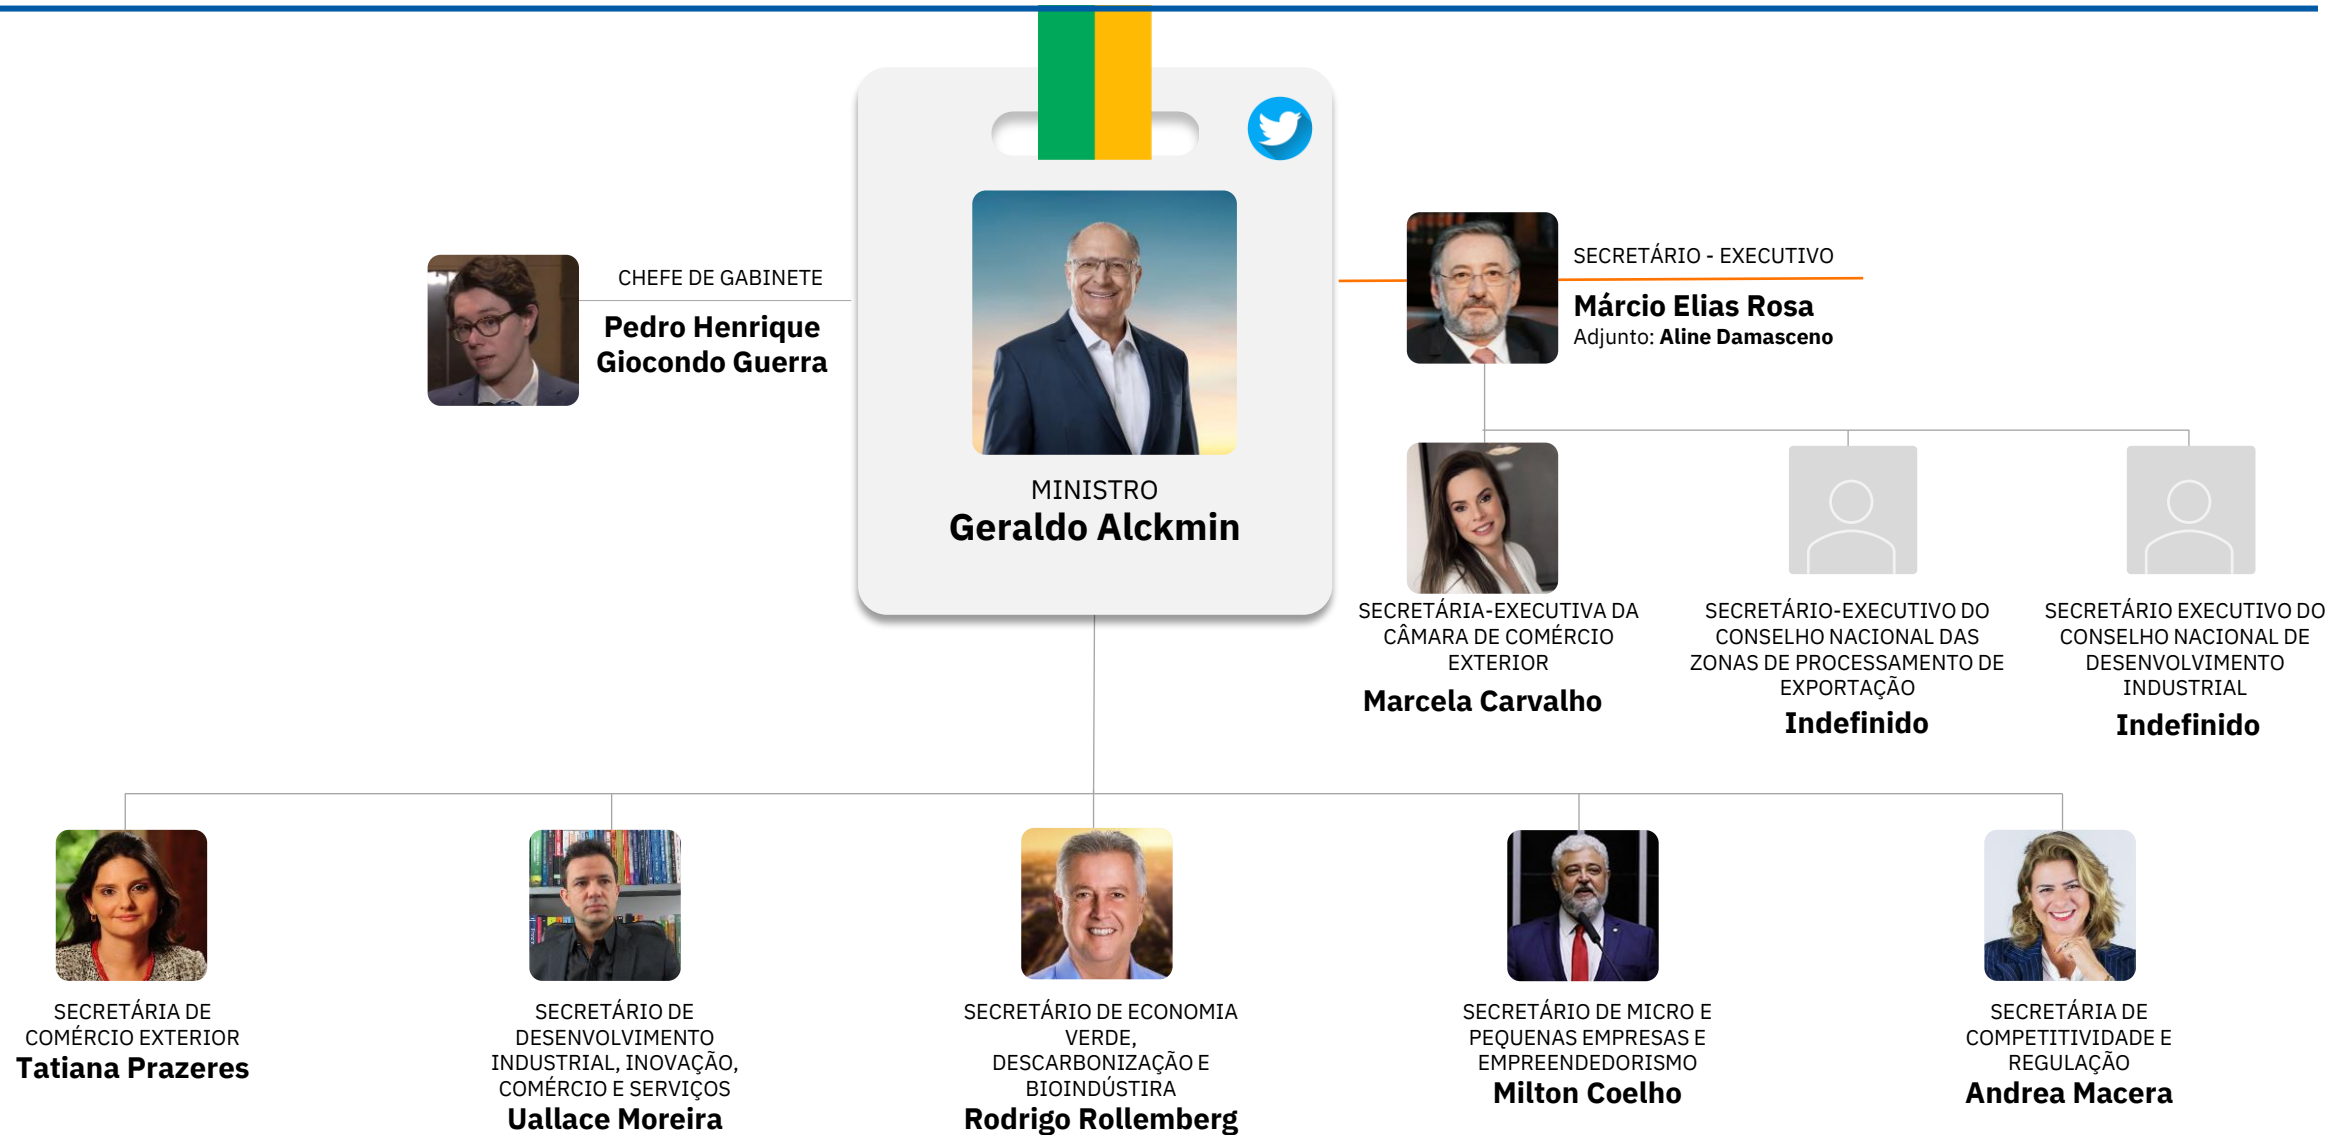 CHEFE DE GABINETE
Pedro Henrique
Giocondo Guerra
MINISTRO
Geraldo Alckmin
SECRETÁRIO - EXECUTIVO
Márcio Elias Rosa
Adjunto: Aline Damasceno
SECRETÁRIA-EXECUTIVA DA
CÂMARA DE COMÉRCIO
EXTERIOR
Marcela Carvalho
SECRETÁRIO-EXECUTIVO DO
CONSELHO NACIONAL DAS
ZONAS DE PROCESSAMENTO DE
EXPORTAÇÃO
Indefinido
SECRETÁRIO EXECUTIVO DO
CONSELHO NACIONAL DE
DESENVOLVIMENTO
INDUSTRIAL
Indefinido
SECRETÁRIA DE
COMÉRCIO EXTERIOR
Tatiana Prazeres
SECRETÁRIO DE
DESENVOLVIMENTO
INDUSTRIAL, INOVAÇÃO,
COMÉRCIO E SERVIÇOS
Uallace Moreira
SECRETÁRIO DE ECONOMIA
VERDE,
DESCARBONIZAÇÃO E
BIOINDÚSTIRA
Rodrigo Rollemberg
SECRETÁRIO DE MICRO E
PEQUENAS EMPRESAS E
EMPREENDEDORISMO
Milton Coelho
SECRETÁRIA DE
COMPETITIVIDADE E
REGULAÇÃO
Andrea Macera